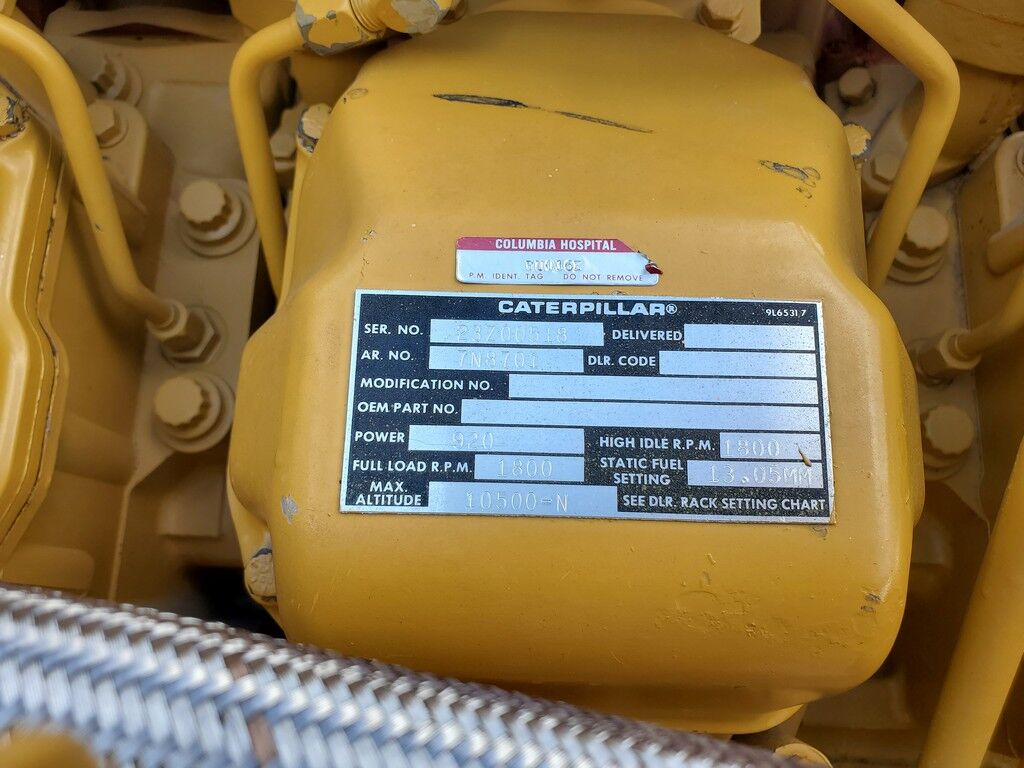 COLUMBIA HOSPITAL
P.M. IDENT. TAG DO NOT REMOVE
CATERPILLAR® 9L6531 7
SER. NO. 23Z00518 DELIVERED
AR. NO. 7N8701 DLR. CODE
MODIFICATION NO.
OEM PART NO.
POWER 920 HIGH IDLE R.P.M. 1800
FULL LOAD R.P.M. 1800 STATIC FUEL SETTING 13.05MM
MAX. ALTITUDE 10500-N SEE DLR. RACK SETTING CHART